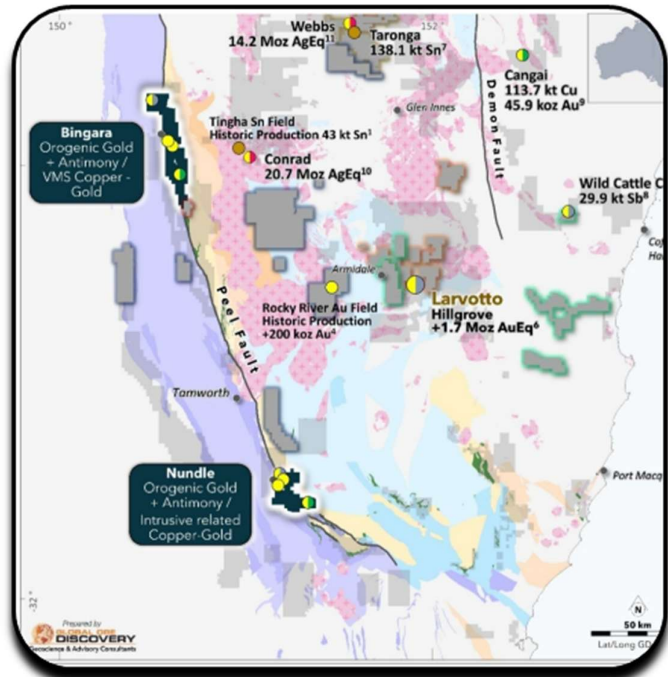 150 °
152
Webbs
14.2 Moz AgEq11
Taronga
138.1 kt Sn7
Cangai
113.7 kt Cu
45.9 koz Au9
Glen Innes
Demon Fault
Bingara
Orogenic Gold
+ Antimony /
VMS Copper -
Gold
Tingha Sn Field
Historic Production 43 kt Sn1
Conrad
20.7 Moz AgEq10
Wild Cattle C
29.9 kt Sb8
Armidale
Larvotto
Hillgrove
+1.7 Moz AuEq6
Rocky River Au Field
Historic Production
+200 koz Au4
Peel Fault
Tamworth
Nundle
Orogenic Gold
+ Antimony /
Intrusive related
Copper-Gold
Port Macq
-32 °
Prepared by
GLOBAL ORE
DISCOVERY
Geoscience & Advisory Consultants
N
50 km
Lat/Long GD